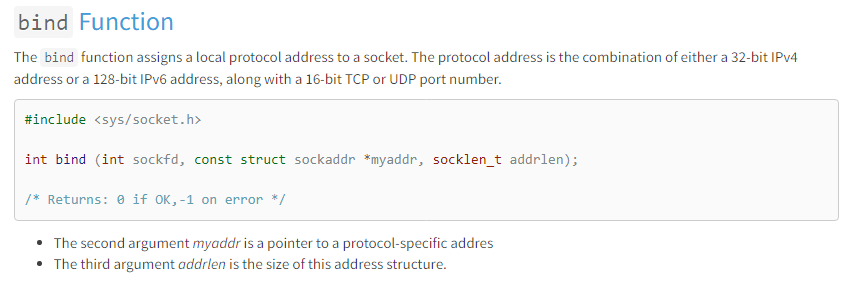 bind Function
The bind function assigns a local protocol address to a socket. The protocol address is the combination of either a 32-bit IPv4
address or a 128-bit IPv6 address, along with a 16-bit TCP or UDP port number.
#include <sys/socket.h>
int bind (int sockfd, const struct sockaddr *myaddr, socklen_t addrlen);
/* Returns: 0 if OK,-1 on error */
• The second argument myaddr is a pointer to a protocol-specific addres
• The third argument addrlen is the size of this address structure.